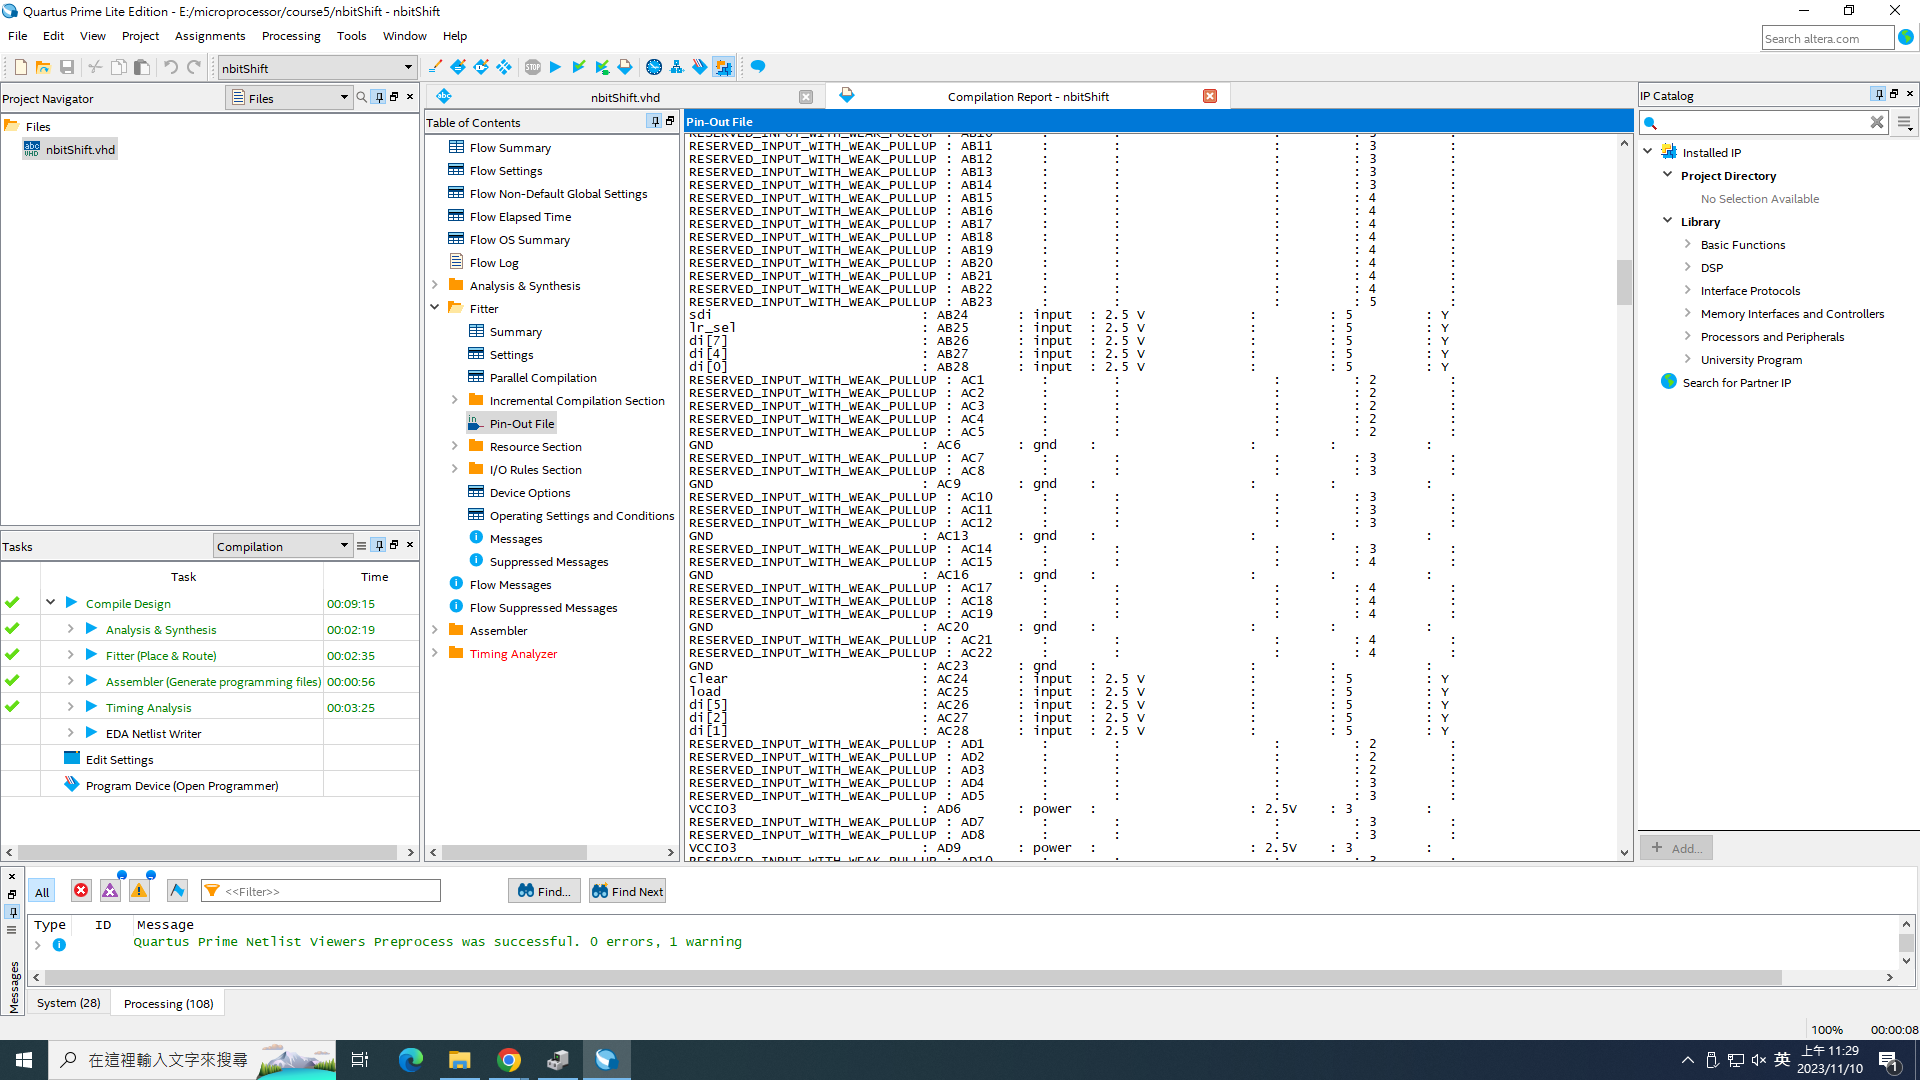 Quartus Prime Lite Edition - E:/microprocessor/course5/nbitShift - nbitShift
File Edit View Project Assignments Processing Tools Window Help
Search altera.com
nbitShift
Project Navigator
Files
Files
nbitShift.vhd
Tasks
Compilation
Task Time
Compile Design 00:09:15
Analysis & Synthesis 00:02:19
Fitter (Place & Route) 00:02:35
Assembler (Generate programming files) 00:00:56
Timing Analysis 00:03:25
EDA Netlist Writer
Edit Settings
Program Device (Open Programmer)
nbitShift.vhd
Compilation Report - nbitShift
Table of Contents
Flow Summary
Flow Settings
Flow Non-Default Global Settings
Flow Elapsed Time
Flow OS Summary
Flow Log
Analysis & Synthesis
Fitter
Summary
Settings
Parallel Compilation
Incremental Compilation Section
Pin-Out File
Resource Section
I/O Rules Section
Device Options
Operating Settings and Conditions
Messages
Suppressed Messages
Flow Messages
Flow Suppressed Messages
Assembler
Timing Analyzer
Pin-Out File
RESERVED_INPUT_WITH_WEAK_PULLUP : AB10 : : : : 3 :
RESERVED_INPUT_WITH_WEAK_PULLUP : AB11 : : : : 3 :
RESERVED_INPUT_WITH_WEAK_PULLUP : AB12 : : : : 3 :
RESERVED_INPUT_WITH_WEAK_PULLUP : AB13 : : : : 3 :
RESERVED_INPUT_WITH_WEAK_PULLUP : AB14 : : : : 3 :
RESERVED_INPUT_WITH_WEAK_PULLUP : AB15 : : : : 4 :
RESERVED_INPUT_WITH_WEAK_PULLUP : AB16 : : : : 4 :
RESERVED_INPUT_WITH_WEAK_PULLUP : AB17 : : : : 4 :
RESERVED_INPUT_WITH_WEAK_PULLUP : AB18 : : : : 4 :
RESERVED_INPUT_WITH_WEAK_PULLUP : AB19 : : : : 4 :
RESERVED_INPUT_WITH_WEAK_PULLUP : AB20 : : : : 4 :
RESERVED_INPUT_WITH_WEAK_PULLUP : AB21 : : : : 4 :
RESERVED_INPUT_WITH_WEAK_PULLUP : AB22 : : : : 4 :
RESERVED_INPUT_WITH_WEAK_PULLUP : AB23 : : : : 5 :
sdi : AB24 : input : 2.5 V : : 5 : Y
lr_sel : AB25 : input : 2.5 V : : 5 : Y
di[7] : AB26 : input : 2.5 V : : 5 : Y
di[4] : AB27 : input : 2.5 V : : 5 : Y
di[0] : AB28 : input : 2.5 V : : 5 : Y
RESERVED_INPUT_WITH_WEAK_PULLUP : AC1 : : : : 2 :
RESERVED_INPUT_WITH_WEAK_PULLUP : AC2 : : : : 2 :
RESERVED_INPUT_WITH_WEAK_PULLUP : AC3 : : : : 2 :
RESERVED_INPUT_WITH_WEAK_PULLUP : AC4 : : : : 2 :
RESERVED_INPUT_WITH_WEAK_PULLUP : AC5 : : : : 2 :
GND : AC6 : gnd : : : :
RESERVED_INPUT_WITH_WEAK_PULLUP : AC7 : : : : 3 :
RESERVED_INPUT_WITH_WEAK_PULLUP : AC8 : : : : 3 :
GND : AC9 : gnd : : : :
RESERVED_INPUT_WITH_WEAK_PULLUP : AC10 : : : : 3 :
RESERVED_INPUT_WITH_WEAK_PULLUP : AC11 : : : : 3 :
RESERVED_INPUT_WITH_WEAK_PULLUP : AC12 : : : : 3 :
GND : AC13 : gnd : : : :
RESERVED_INPUT_WITH_WEAK_PULLUP : AC14 : : : : 3 :
RESERVED_INPUT_WITH_WEAK_PULLUP : AC15 : : : : 4 :
GND : AC16 : gnd : : : :
RESERVED_INPUT_WITH_WEAK_PULLUP : AC17 : : : : 4 :
RESERVED_INPUT_WITH_WEAK_PULLUP : AC18 : : : : 4 :
RESERVED_INPUT_WITH_WEAK_PULLUP : AC19 : : : : 4 :
GND : AC20 : gnd : : : :
RESERVED_INPUT_WITH_WEAK_PULLUP : AC21 : : : : 4 :
RESERVED_INPUT_WITH_WEAK_PULLUP : AC22 : : : : 4 :
GND : AC23 : gnd : : : :
clear : AC24 : input : 2.5 V : : 5 : Y
load : AC25 : input : 2.5 V : : 5 : Y
di[5] : AC26 : input : 2.5 V : : 5 : Y
di[2] : AC27 : input : 2.5 V : : 5 : Y
di[1] : AC28 : input : 2.5 V : : 5 : Y
RESERVED_INPUT_WITH_WEAK_PULLUP : AD1 : : : : 2 :
RESERVED_INPUT_WITH_WEAK_PULLUP : AD2 : : : : 2 :
RESERVED_INPUT_WITH_WEAK_PULLUP : AD3 : : : : 2 :
RESERVED_INPUT_WITH_WEAK_PULLUP : AD4 : : : : 3 :
RESERVED_INPUT_WITH_WEAK_PULLUP : AD5 : : : : 3 :
VCCIO3 : AD6 : power : : 2.5V : 3 :
RESERVED_INPUT_WITH_WEAK_PULLUP : AD7 : : : : 3 :
RESERVED_INPUT_WITH_WEAK_PULLUP : AD8 : : : : 3 :
VCCIO3 : AD9 : power : : 2.5V : 3 :
RESERVED_INPUT_WITH_WEAK_PULLUP : AD10 : : : : 3 :
IP Catalog
Installed IP
Project Directory
No Selection Available
Library
Basic Functions
DSP
Interface Protocols
Memory Interfaces and Controllers
Processors and Peripherals
University Program
Search for Partner IP
+ Add...
All
<<Filter>>
Find...
Find Next
Type ID Message
Quartus Prime Netlist Viewers Preprocess was successful. 0 errors, 1 warning
Messages
System (28)
Processing (108)
100% 00:00:08
在這裡輸入文字來搜尋
英
上午 11:29
2023/11/10
1